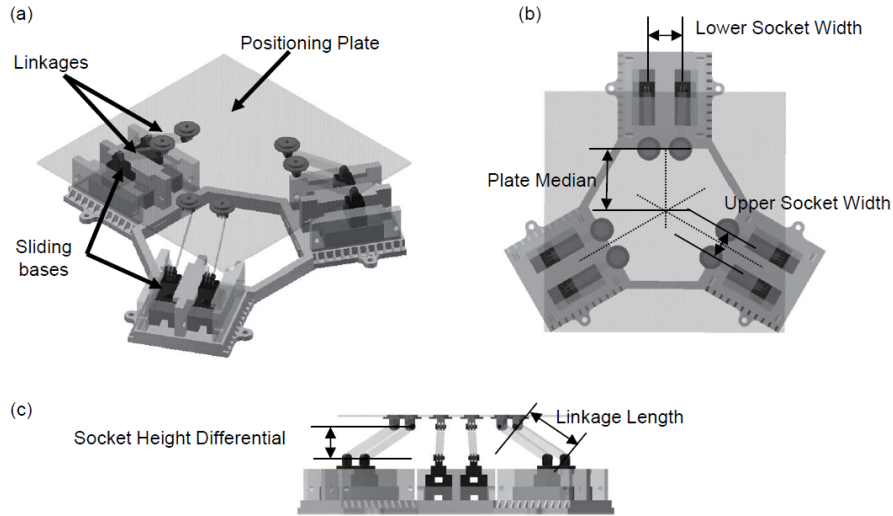 (a)
Positioning Plate
Linkages
Sliding
bases
(b)
Lower Socket Width
Plate Median
Upper Socket Width
(c)
Linkage Length
Socket Height Differential